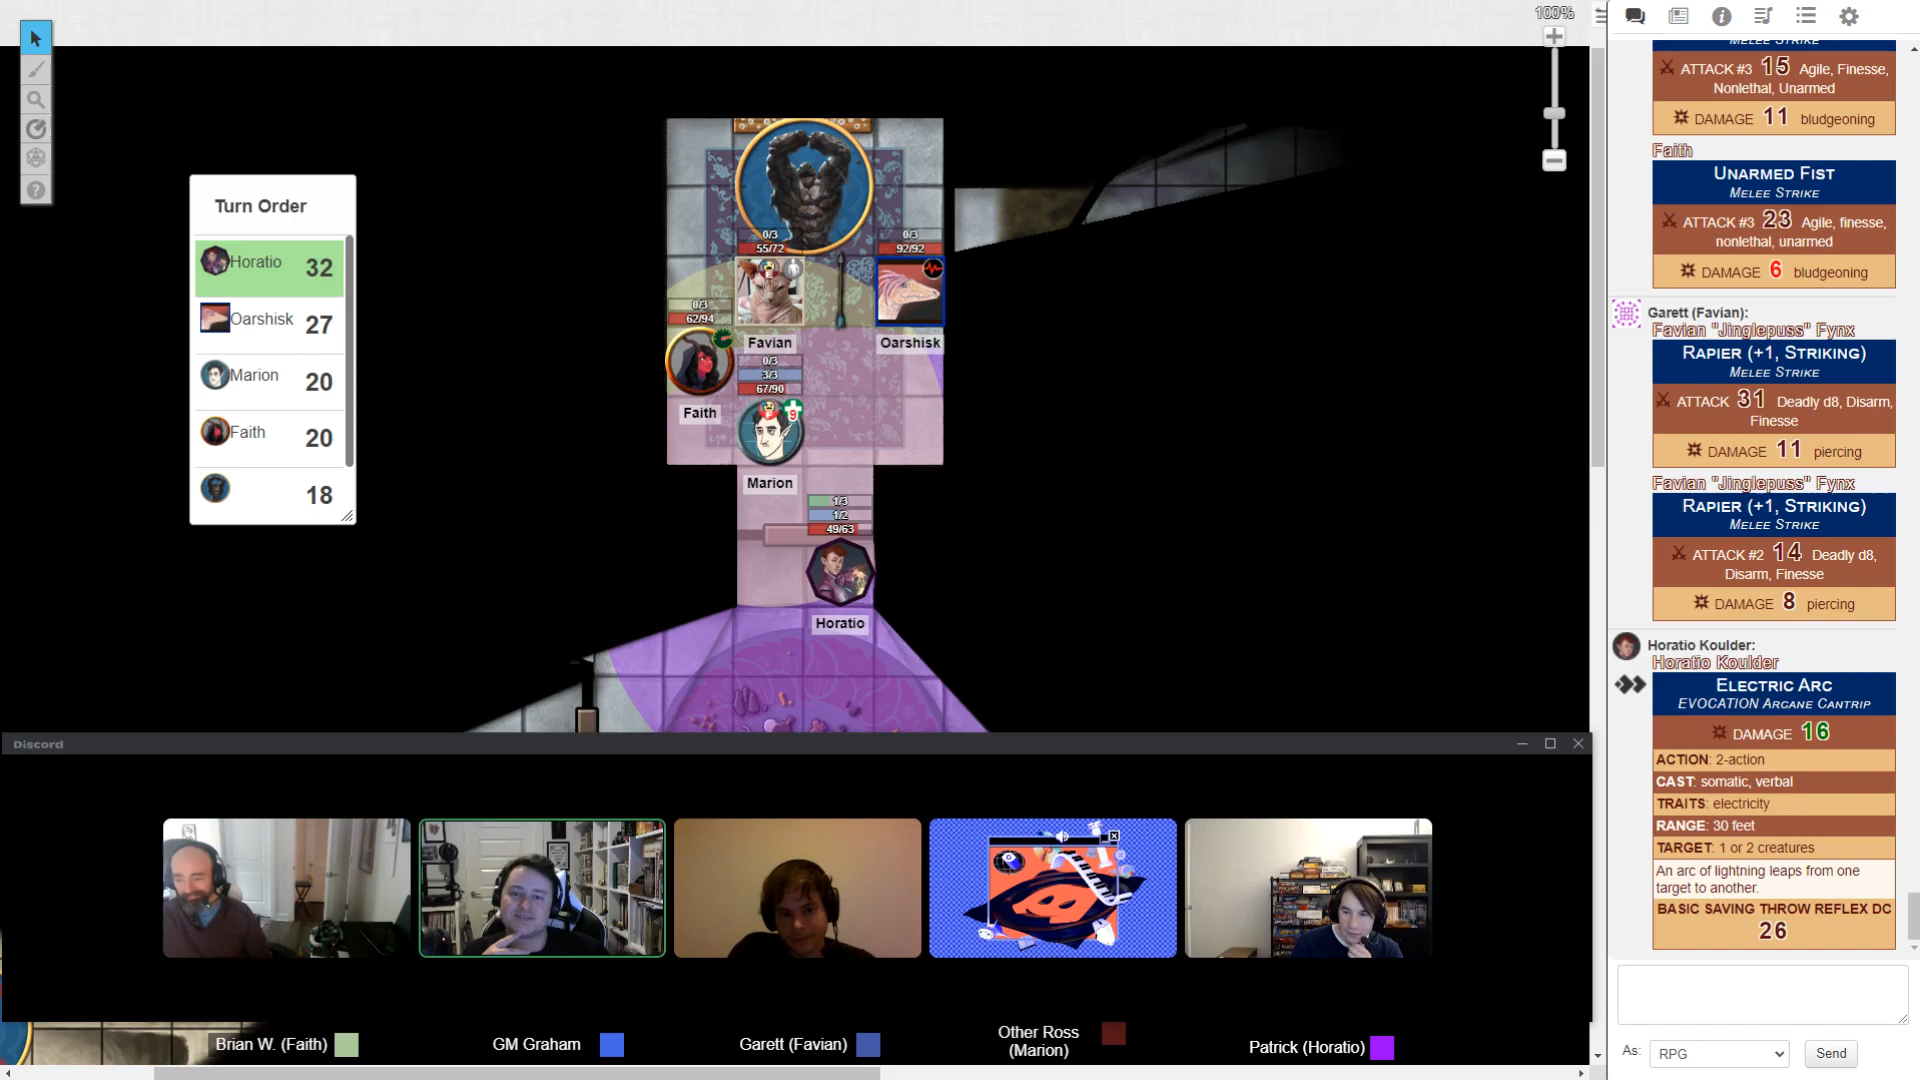 100%
Turn Order
Horatio 32
Oarshisk 27
Marion 20
Faith 20
18
0/3
55/72
0/3
92/92
0/3
62/94
Favian
Oarshisk
0/3
3/3
67/90
Faith
9
Marion
1/3
1/2
49/63
Horatio
Discord
Brian W. (Faith)
GM Graham
Garett (Favian)
Other Ross
(Marion)
Patrick (Horatio)
MELEE STRIKE
ATTACK #3 15 Agile, Finesse,
Nonlethal, Unarmed
DAMAGE 11 bludgeoning
Faith
UNARMED FIST
MELEE STRIKE
ATTACK #3 23 Agile, finesse,
nonlethal, unarmed
DAMAGE 6 bludgeoning
Garett (Favian):
Favian "Jinglepuss" Fynx
RAPIER (+1, STRIKING)
MELEE STRIKE
ATTACK 31 Deadly d8, Disarm,
Finesse
DAMAGE 11 piercing
Favian "Jinglepuss" Fynx
RAPIER (+1, STRIKING)
MELEE STRIKE
ATTACK #2 14 Deadly d8,
Disarm, Finesse
DAMAGE 8 piercing
Horatio Koulder:
Horatio Koulder
ELECTRIC ARC
EVOCATION ARCANE CANTRIP
DAMAGE 16
ACTION: 2-action
CAST: somatic, verbal
TRAITS: electricity
RANGE: 30 feet
TARGET: 1 or 2 creatures
An arc of lightning leaps from one
target to another.
BASIC SAVING THROW REFLEX DC
26
As: RPG Send